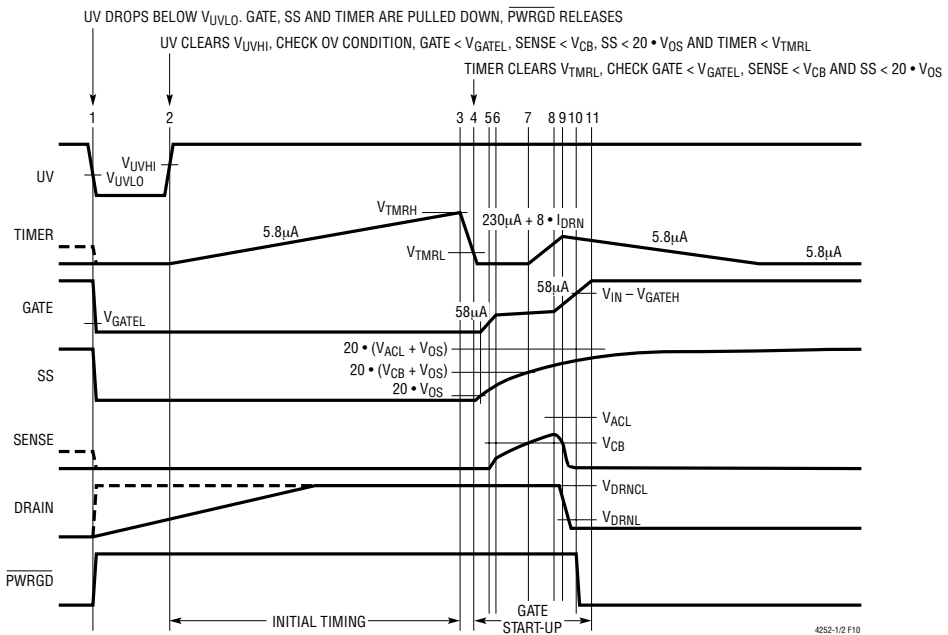 UV DROPS BELOW VUVLO. GATE, SS AND TIMER ARE PULLED DOWN, PWRGD RELEASES
UV CLEARS VUVHI, CHECK OV CONDITION, GATE < VGATEL, SENSE < VCB, SS < 20 • VOS AND TIMER < VTMRL
TIMER CLEARS VTMRL, CHECK GATE < VGATEL, SENSE < VCB AND SS < 20 • VOS
1 2 3 4 5 6 7 8 9 10 11
UV
VUVHI
VUVLO
TIMER
5.8µA
VTMRH
VTMRL
230µA + 8 • IDRN
5.8µA
5.8µA
GATE
VGATEL
58µA
58µA
VIN – VGATEH
SS
20 • (VACL + VOS)
20 • (VCB + VOS)
20 • VOS
SENSE
VACL
VCB
DRAIN
VDRNCL
VDRNL
PWRGD
INITIAL TIMING
GATE
START-UP
4252-1/2 F10